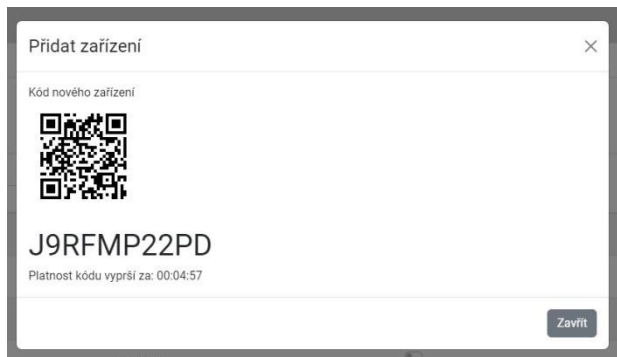 Přidat zařízení
Kód nového zařízení
J9RFMP22PD
Platnost kódu vyprší za: 00:04:57
Zavřít